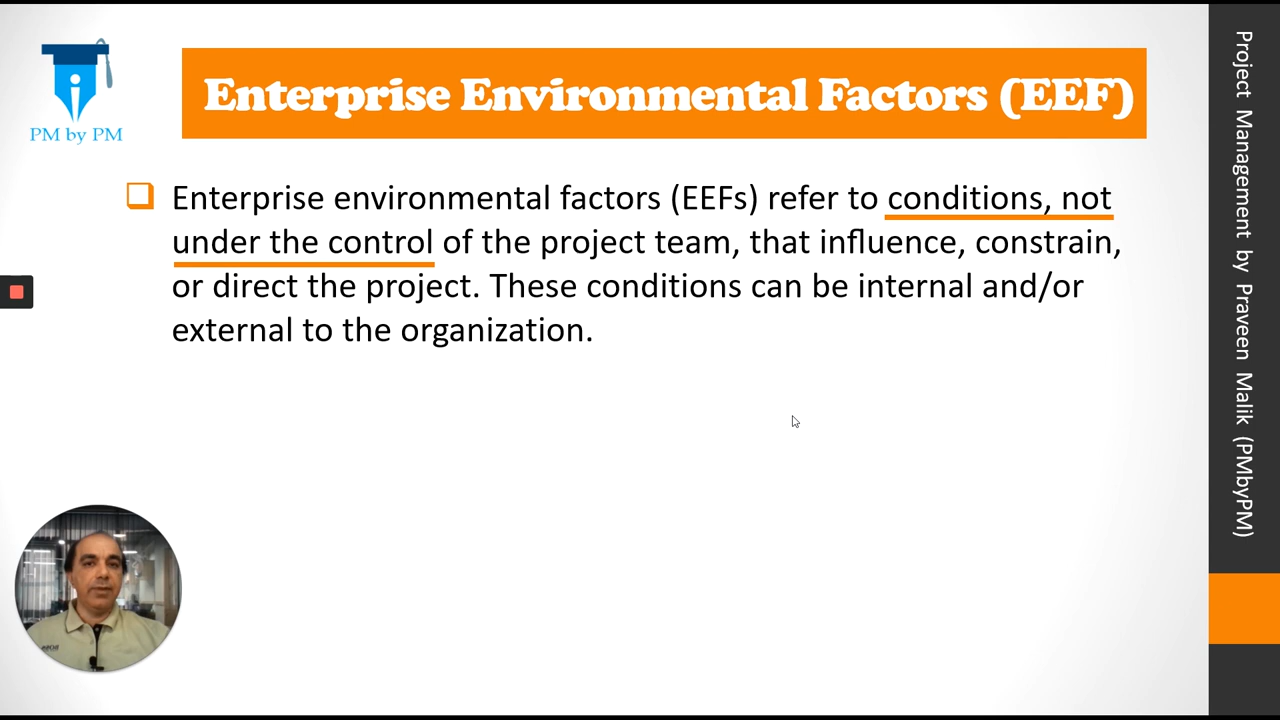 PM by PM
Enterprise Environmental Factors (EEF)
Enterprise environmental factors (EEFs) refer to conditions, not
under the control of the project team, that influence, constrain,
or direct the project. These conditions can be internal and/or
external to the organization.
Project Management by Praveen Malik (PMbyPM)